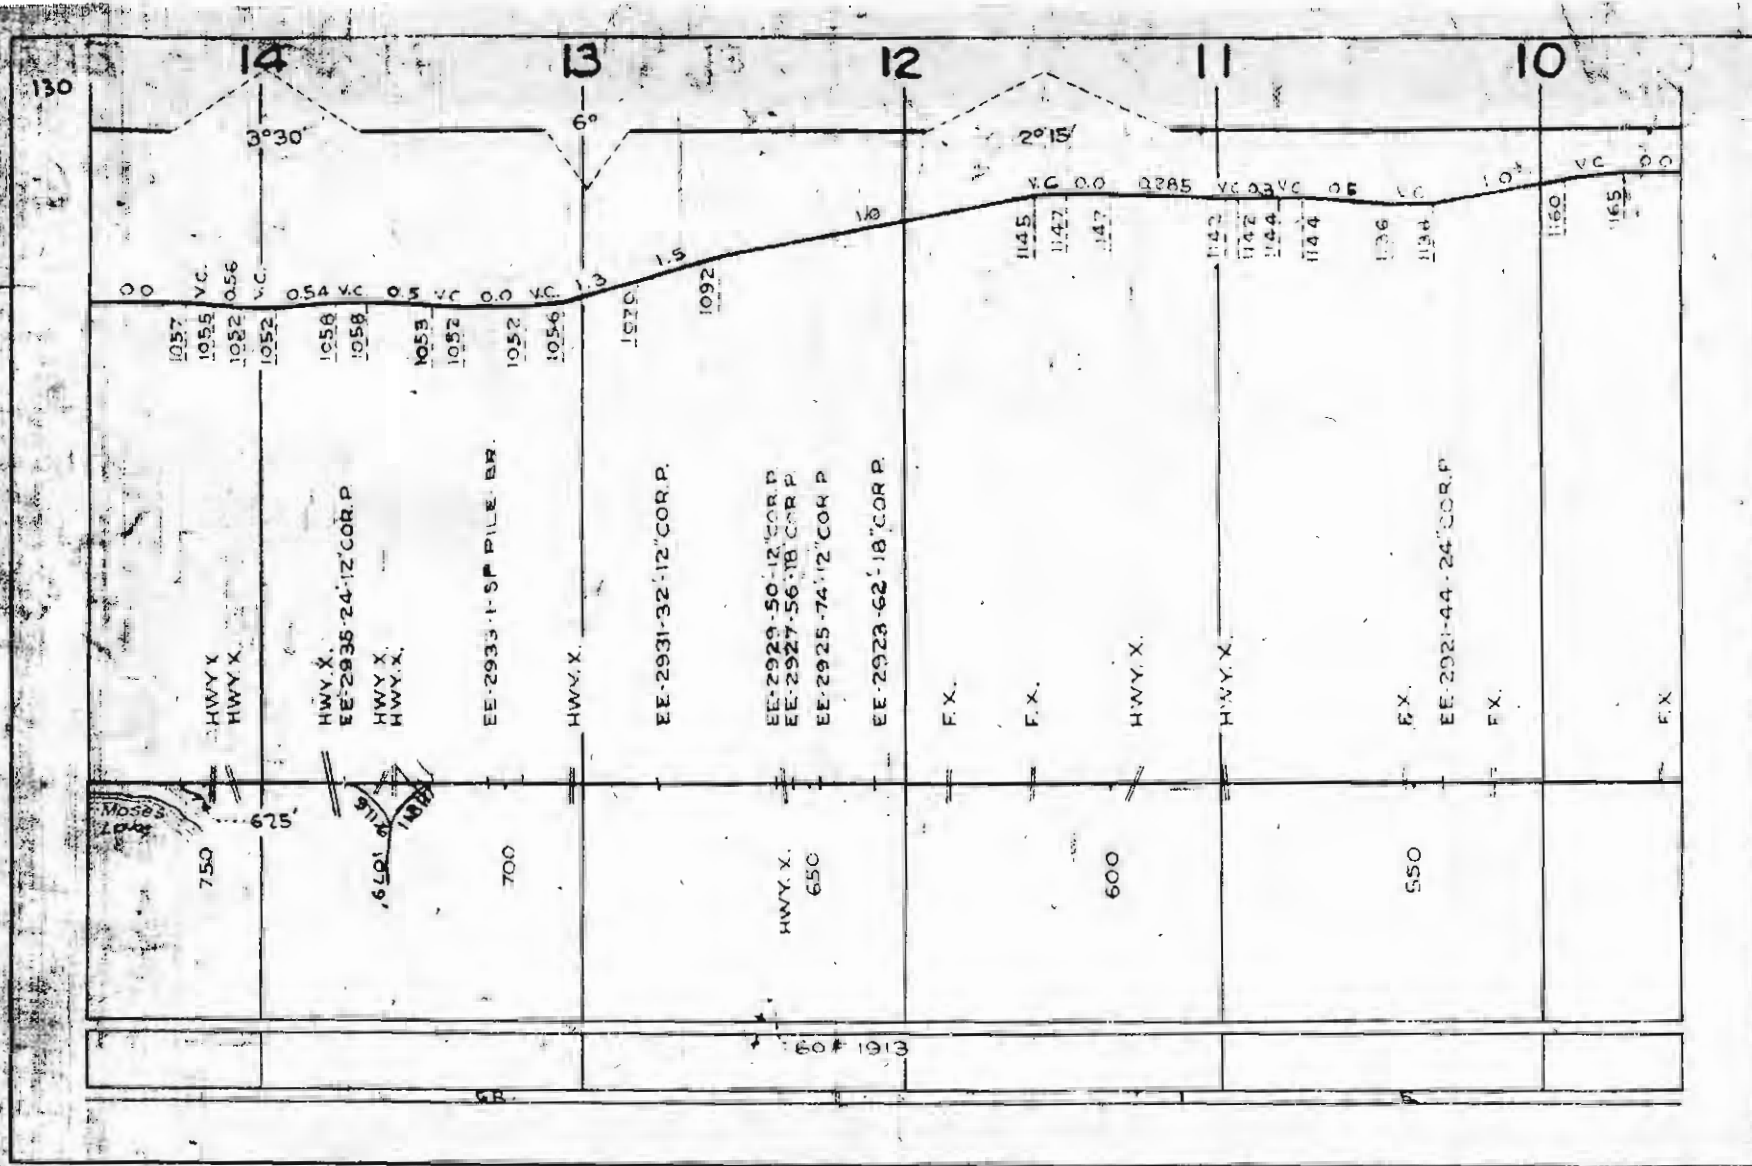 14 13 12 11 10
130
3°30' 6° 2°15'
0.0 V.C. 0.56 V.C. 0.54 V.C. 0.5 V.C. 0.0 V.C. 1.3 1.5 1.0 V.C. 0.0 0.285 V.C. 0.3 V.C. 0.5 V.C. 1.0 V.C. 0.0
1057 1055 1052 1052 1058 1058 1053 1052 1052 1056 1079 1092 1145 1147 1147 1142 1142 1144 1144 1136 1136 1160 1165
HWY X
HWY. X.
HWY. X.
EE-2935-24'-12"COR.P.
HWY. X.
HWY. X.
EE-2933-1-SP PILE BR.
HWY. X.
EE-2931-32'-12"COR.P.
EE-2929-50'-12"COR.P.
EE-2927-56'-18"COR P.
EE-2925-74'-12"COR P
EE-2923-62'-18"COR P.
F.X.
F.X.
HWY. X.
HWY. X.
F.X.
EE-2921-44'-24"COR.P
F.X.
F.X.
Moses
Lake
625'
750 1079' 700 650 600 550
HWY. X.
60# 1913
GR.